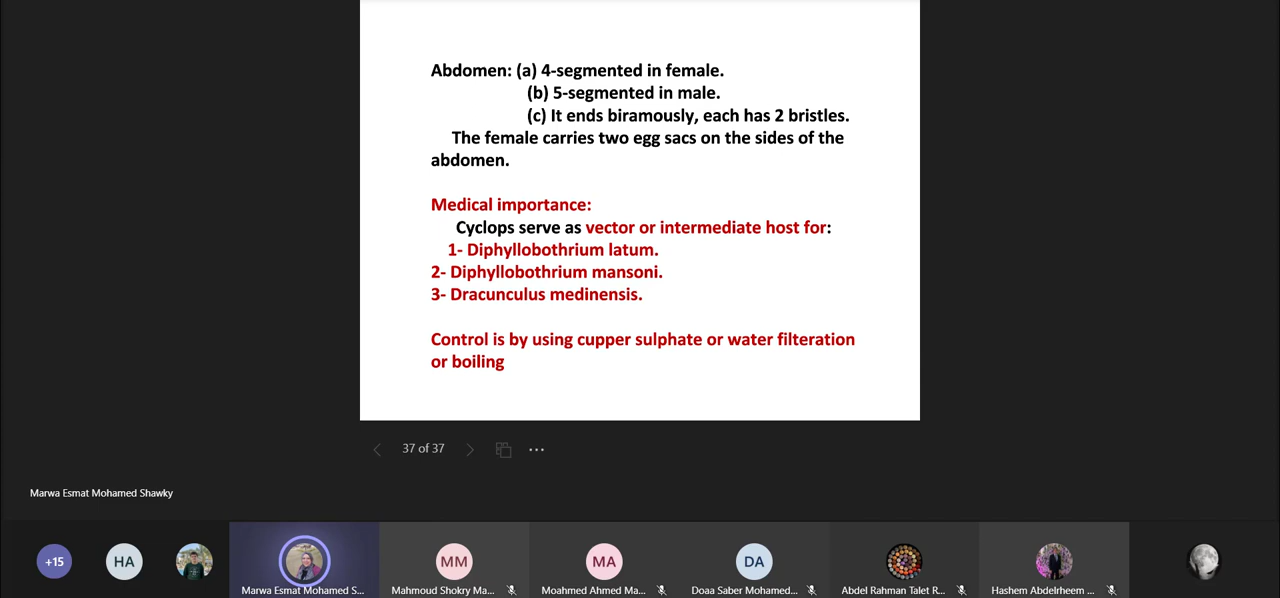 Abdomen: (a) 4-segmented in female.
(b) 5-segmented in male.
(c) It ends biramously, each has 2 bristles.
The female carries two egg sacs on the sides of the
abdomen.
Medical importance:
Cyclops serve as vector or intermediate host for:
1- Diphyllobothrium latum.
2- Diphyllobothrium mansoni.
3- Dracunculus medinensis.
Control is by using cupper sulphate or water filteration
or boiling
37 of 37
Marwa Esmat Mohamed Shawky
+15
HA
MM
MA
DA
Marwa Esmat Mohamed S...
Mahmoud Shokry Ma...
Moahmed Ahmed Ma...
Doaa Saber Mohamed...
Abdel Rahman Talet R...
Hashem Abdelrheem ...